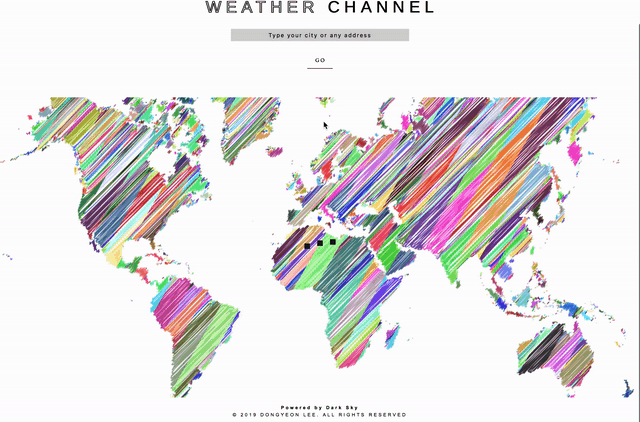 WEATHER CHANNEL
Type your city or any address
GO
Powered by Dark Sky
© 2019 DONGYEON LEE. ALL RIGHTS RESERVED